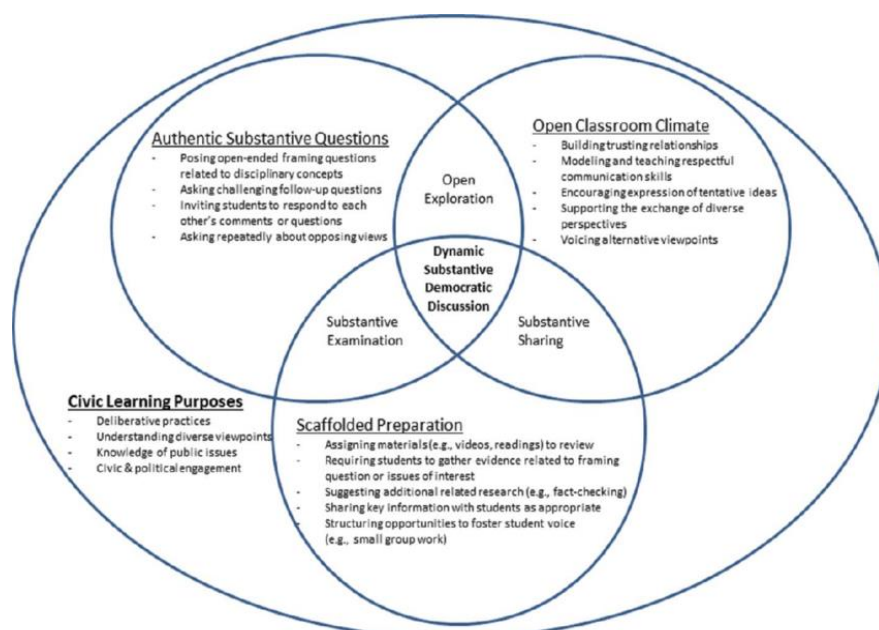 Authentic Substantive Questions
- Posing open-ended framing questions
related to disciplinary concepts
- Asking challenging follow-up questions
- Inviting students to respond to each
other's comments or questions
- Asking repeatedly about opposing views
Open
Exploration
Open Classroom Climate
- Building trusting relationships
- Modeling and teaching respectful
communication skills
- Encouraging expression of tentative ideas
- Supporting the exchange of diverse
perspectives
- Voicing alternative viewpoints
Dynamic
Substantive
Democratic
Discussion
Substantive
Examination
Substantive
Sharing
Civic Learning Purposes
- Deliberative practices
- Understanding diverse viewpoints
- Knowledge of public issues
- Civic & political engagement
Scaffolded Preparation
- Assigning materials (e.g., videos, readings) to review
- Requiring students to gather evidence related to framing
question or issues of interest
- Suggesting additional related research (e.g., fact-checking)
- Sharing key information with students as appropriate
- Structuring opportunities to foster student voice
(e.g., small group work)